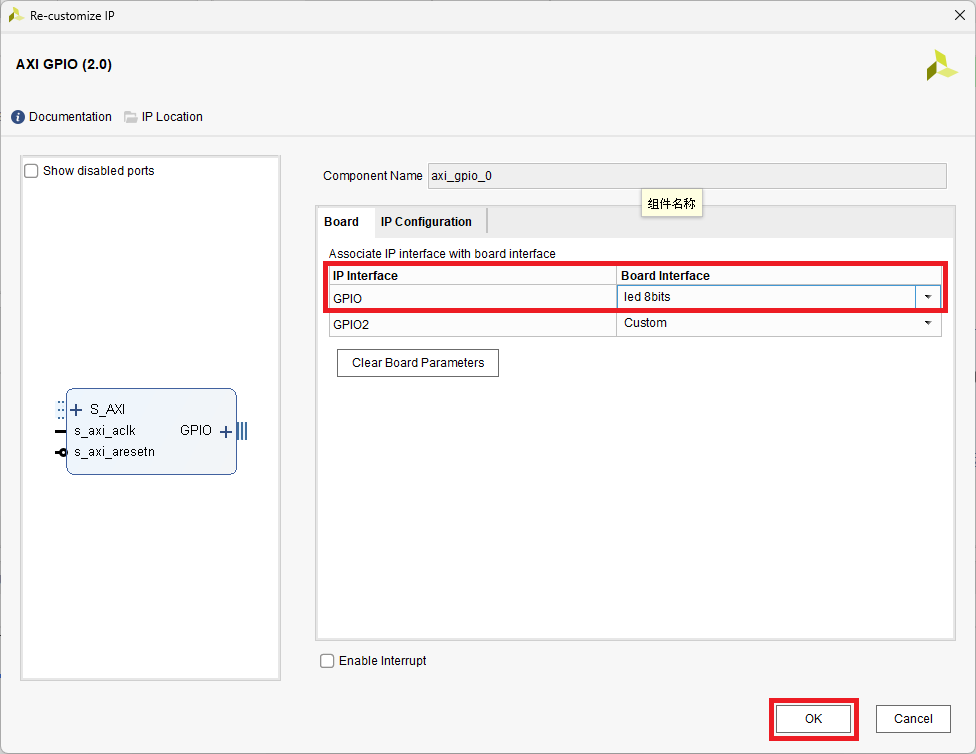 Re-customize IP
AXI GPIO (2.0)
i Documentation IP Location
Show disabled ports
Component Name axi_gpio_0
组件名称
Board IP Configuration
Associate IP interface with board interface
IP Interface Board Interface
GPIO led 8bits
GPIO2 Custom
Clear Board Parameters
S_AXI
s_axi_aclk GPIO
s_axi_aresetn
Enable Interrupt
OK Cancel